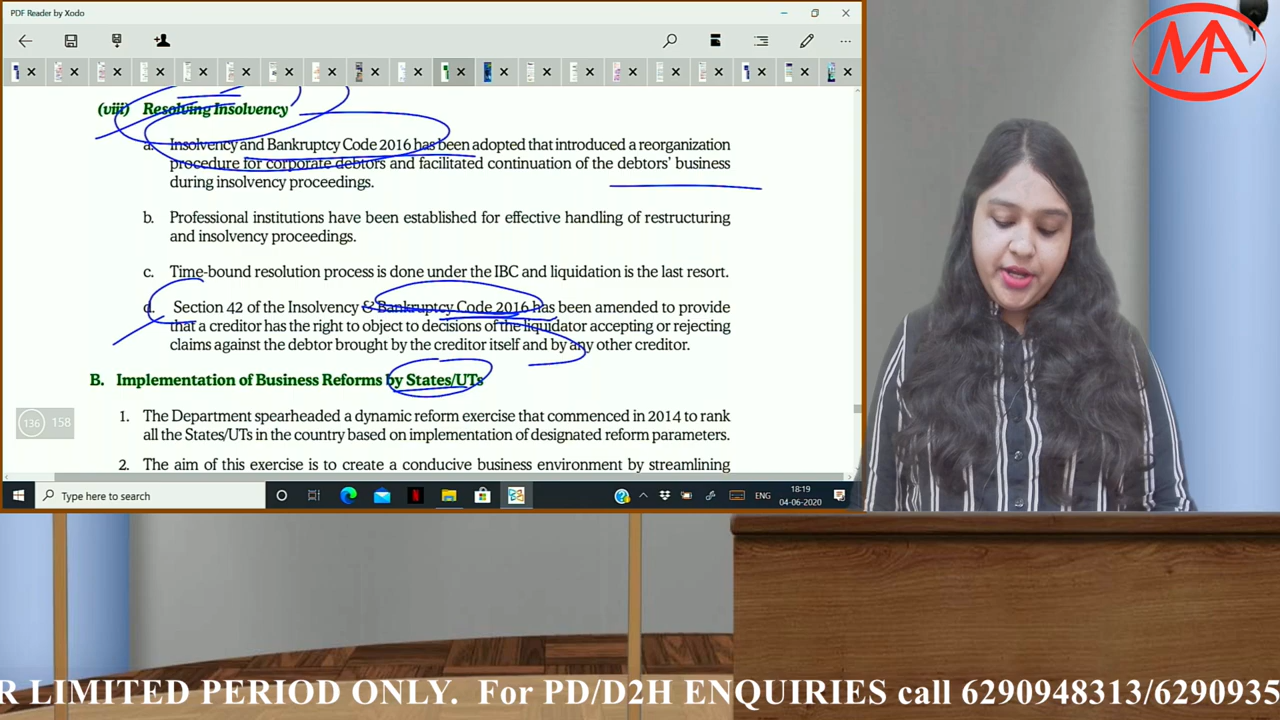 PDF Reader by Xodo
MA
(viii) Resolving Insolvency
a. Insolvency and Bankruptcy Code 2016 has been adopted that introduced a reorganization
procedure for corporate debtors and facilitated continuation of the debtors' business
during insolvency proceedings.
b. Professional institutions have been established for effective handling of restructuring
and insolvency proceedings.
c. Time-bound resolution process is done under the IBC and liquidation is the last resort.
d. Section 42 of the Insolvency & Bankruptcy Code 2016 has been amended to provide
that a creditor has the right to object to decisions of the liquidator accepting or rejecting
claims against the debtor brought by the creditor itself and by any other creditor.
B. Implementation of Business Reforms by States/UTs
1. The Department spearheaded a dynamic reform exercise that commenced in 2014 to rank
all the States/UTs in the country based on implementation of designated reform parameters.
136 158
2. The aim of this exercise is to create a conducive business environment by streamlining
Type here to search
ENG
18:19
04-06-2020
R LIMITED PERIOD ONLY. For PD/D2H ENQUIRIES call 6290948313/6290935